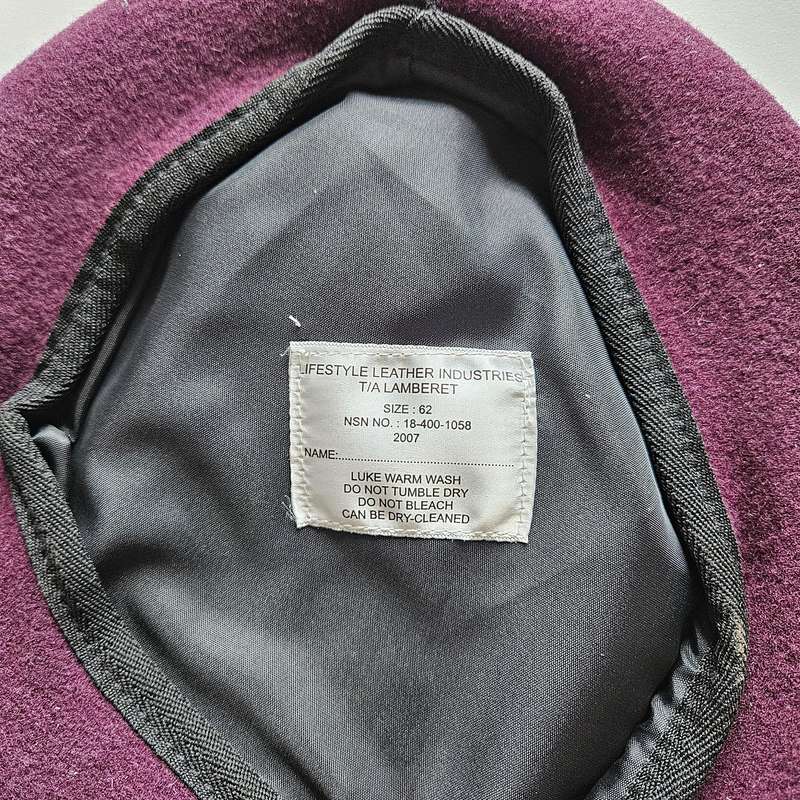 LIFESTYLE LEATHER INDUSTRIES
T/A LAMBERET
SIZE : 62
NSN NO. : 18-400-1058
2007
NAME:..........................................
LUKE WARM WASH
DO NOT TUMBLE DRY
DO NOT BLEACH
CAN BE DRY-CLEANED